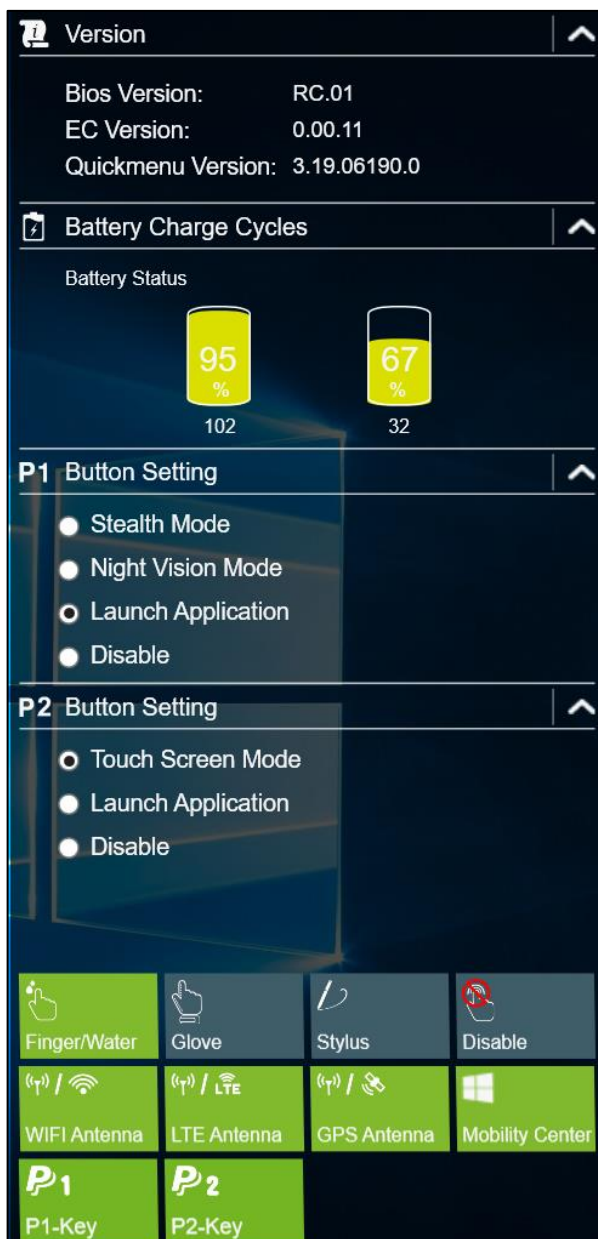 Version
Bios Version: RC.01
EC Version: 0.00.11
Quickmenu Version: 3.19.06190.0
Battery Charge Cycles
Battery Status
95 67
% %
102 32
P1 Button Setting
Stealth Mode
Night Vision Mode
Launch Application
Disable
P2 Button Setting
Touch Screen Mode
Launch Application
Disable
Finger/Water Glove Stylus Disable
/ / LTE /
WIFI Antenna LTE Antenna GPS Antenna Mobility Center
P1 P2
P1-Key P2-Key